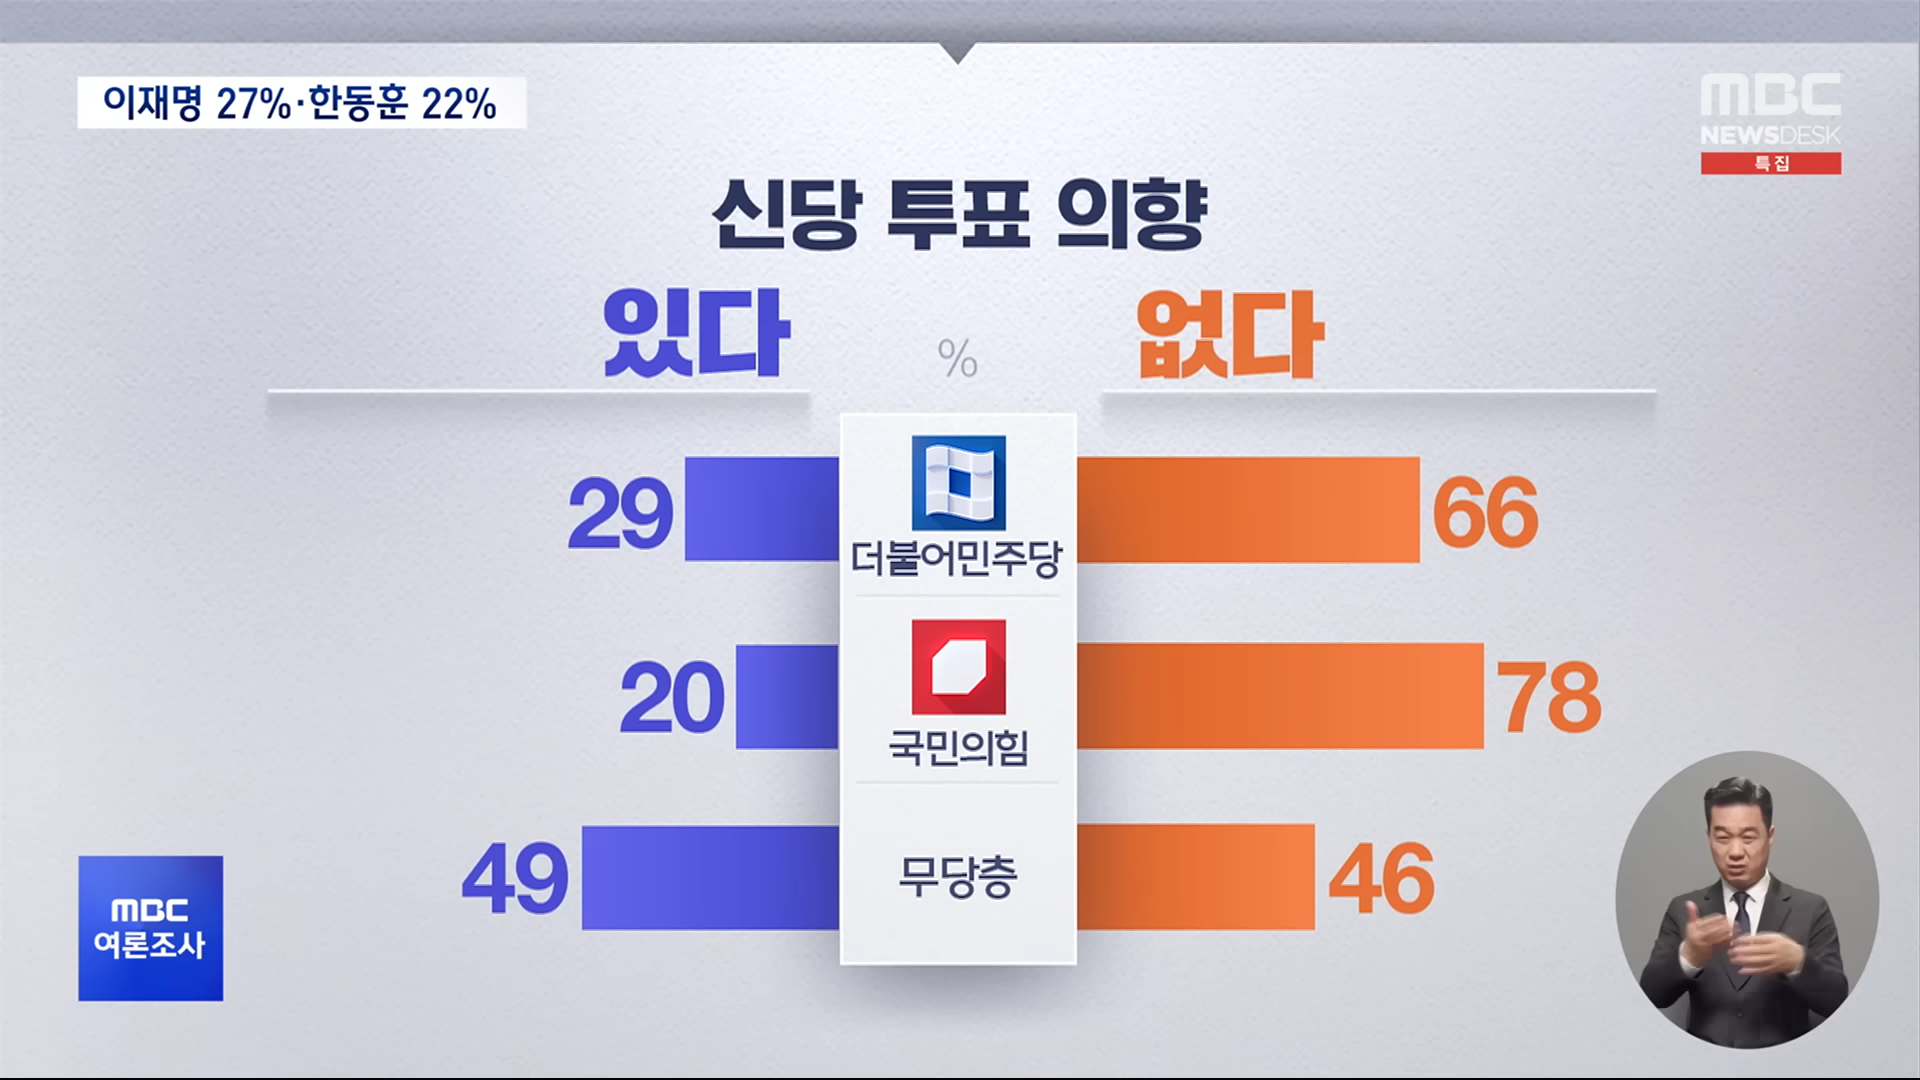 이재명 27%·한동훈 22%
MBC
NEWSDESK
특집
신당 투표 의향
있다 % 없다
29 더불어민주당 66
20 국민의힘 78
49 무당층 46
MBC
여론조사